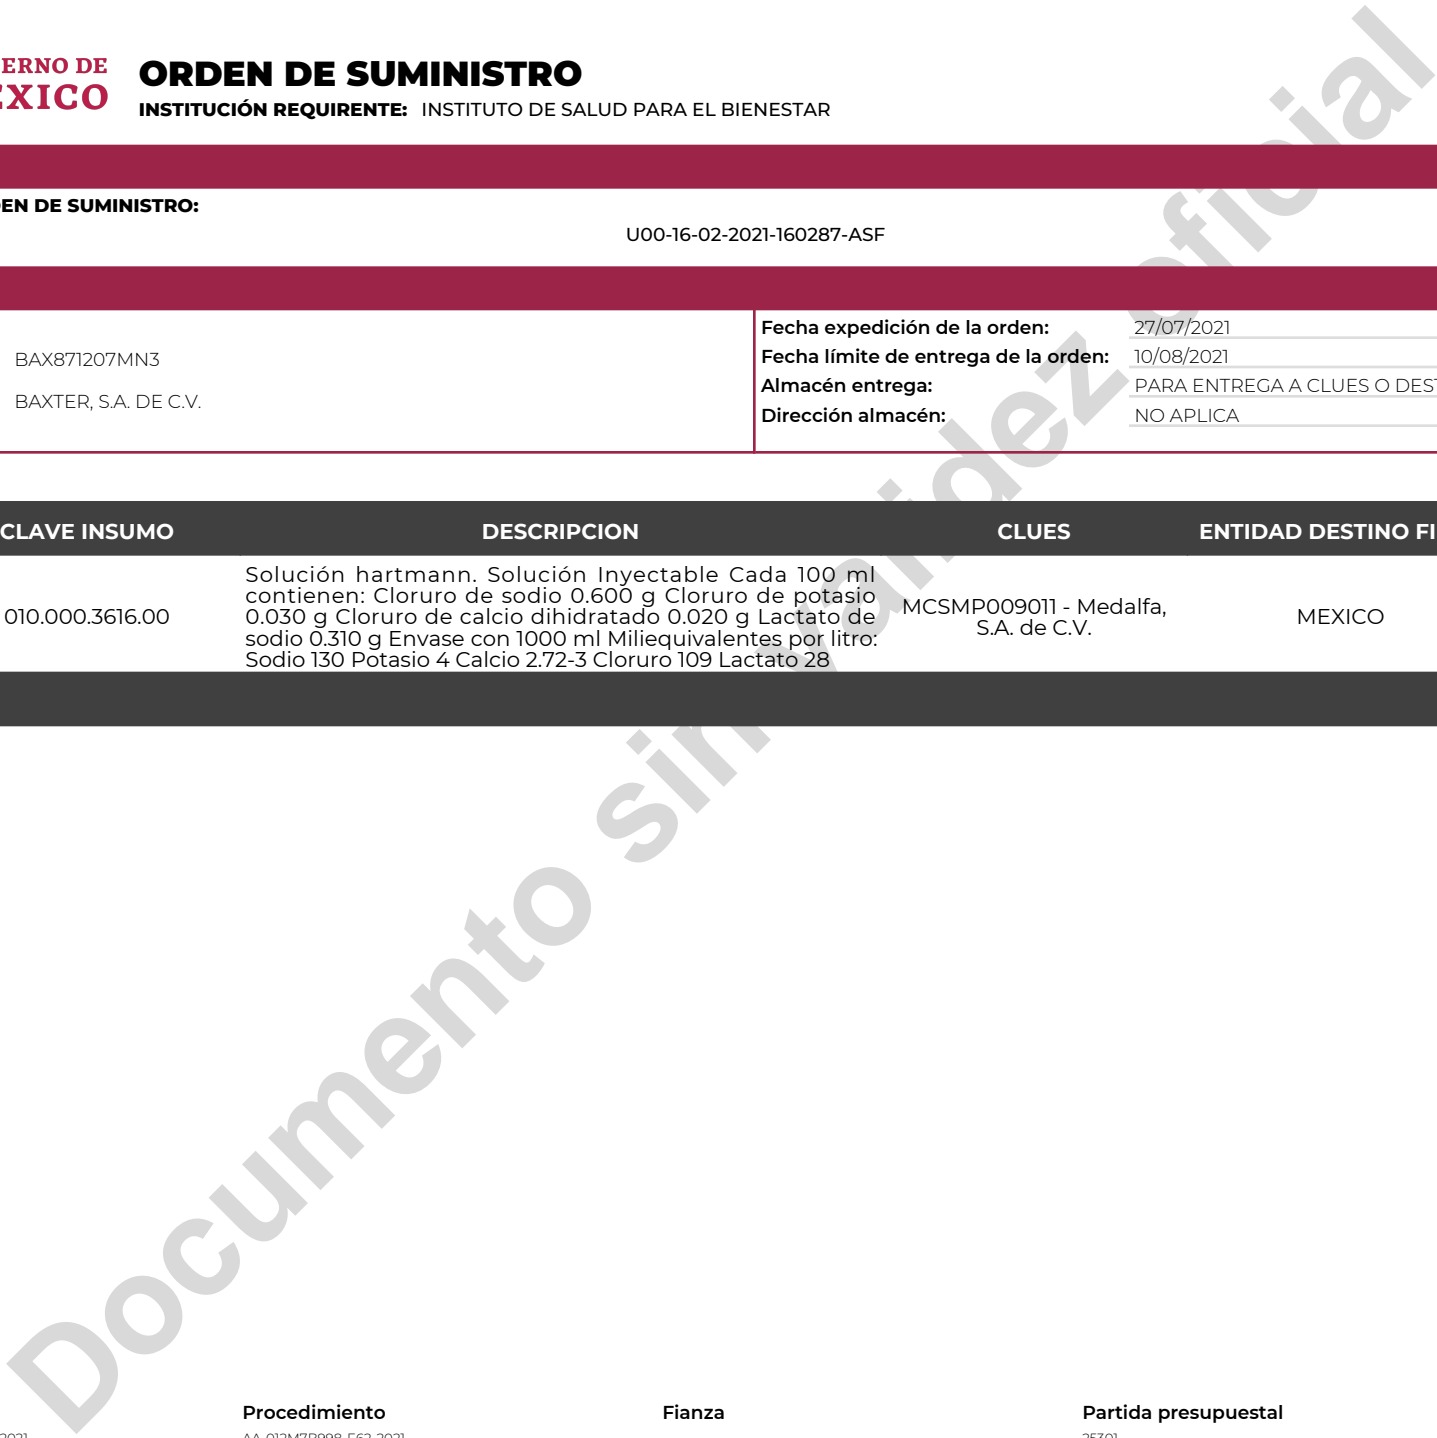 ERNO DE
EXICO
ORDEN DE SUMINISTRO
INSTITUCIÓN REQUIRENTE: INSTITUTO DE SALUD PARA EL BIENESTAR
EN DE SUMINISTRO:
U00-16-02-2021-160287-ASF
BAX871207MN3
BAXTER, S.A. DE C.V.
Fecha expedición de la orden: 27/07/2021
Fecha límite de entrega de la orden: 10/08/2021
Almacén entrega: PARA ENTREGA A CLUES O DEST
Dirección almacén: NO APLICA
CLAVE INSUMO DESCRIPCION CLUES ENTIDAD DESTINO FI
010.000.3616.00
Solución hartmann. Solución Inyectable Cada 100 ml
contienen: Cloruro de sodio 0.600 g Cloruro de potasio
0.030 g Cloruro de calcio dihidratado 0.020 g Lactato de
sodio 0.310 g Envase con 1000 ml Miliequivalentes por litro:
Sodio 130 Potasio 4 Calcio 2.72-3 Cloruro 109 Lactato 28
MCSMP009011 - Medalfa,
S.A. de C.V.
MEXICO
Documento sin validez oficial
Procedimiento Fianza Partida presupuestal